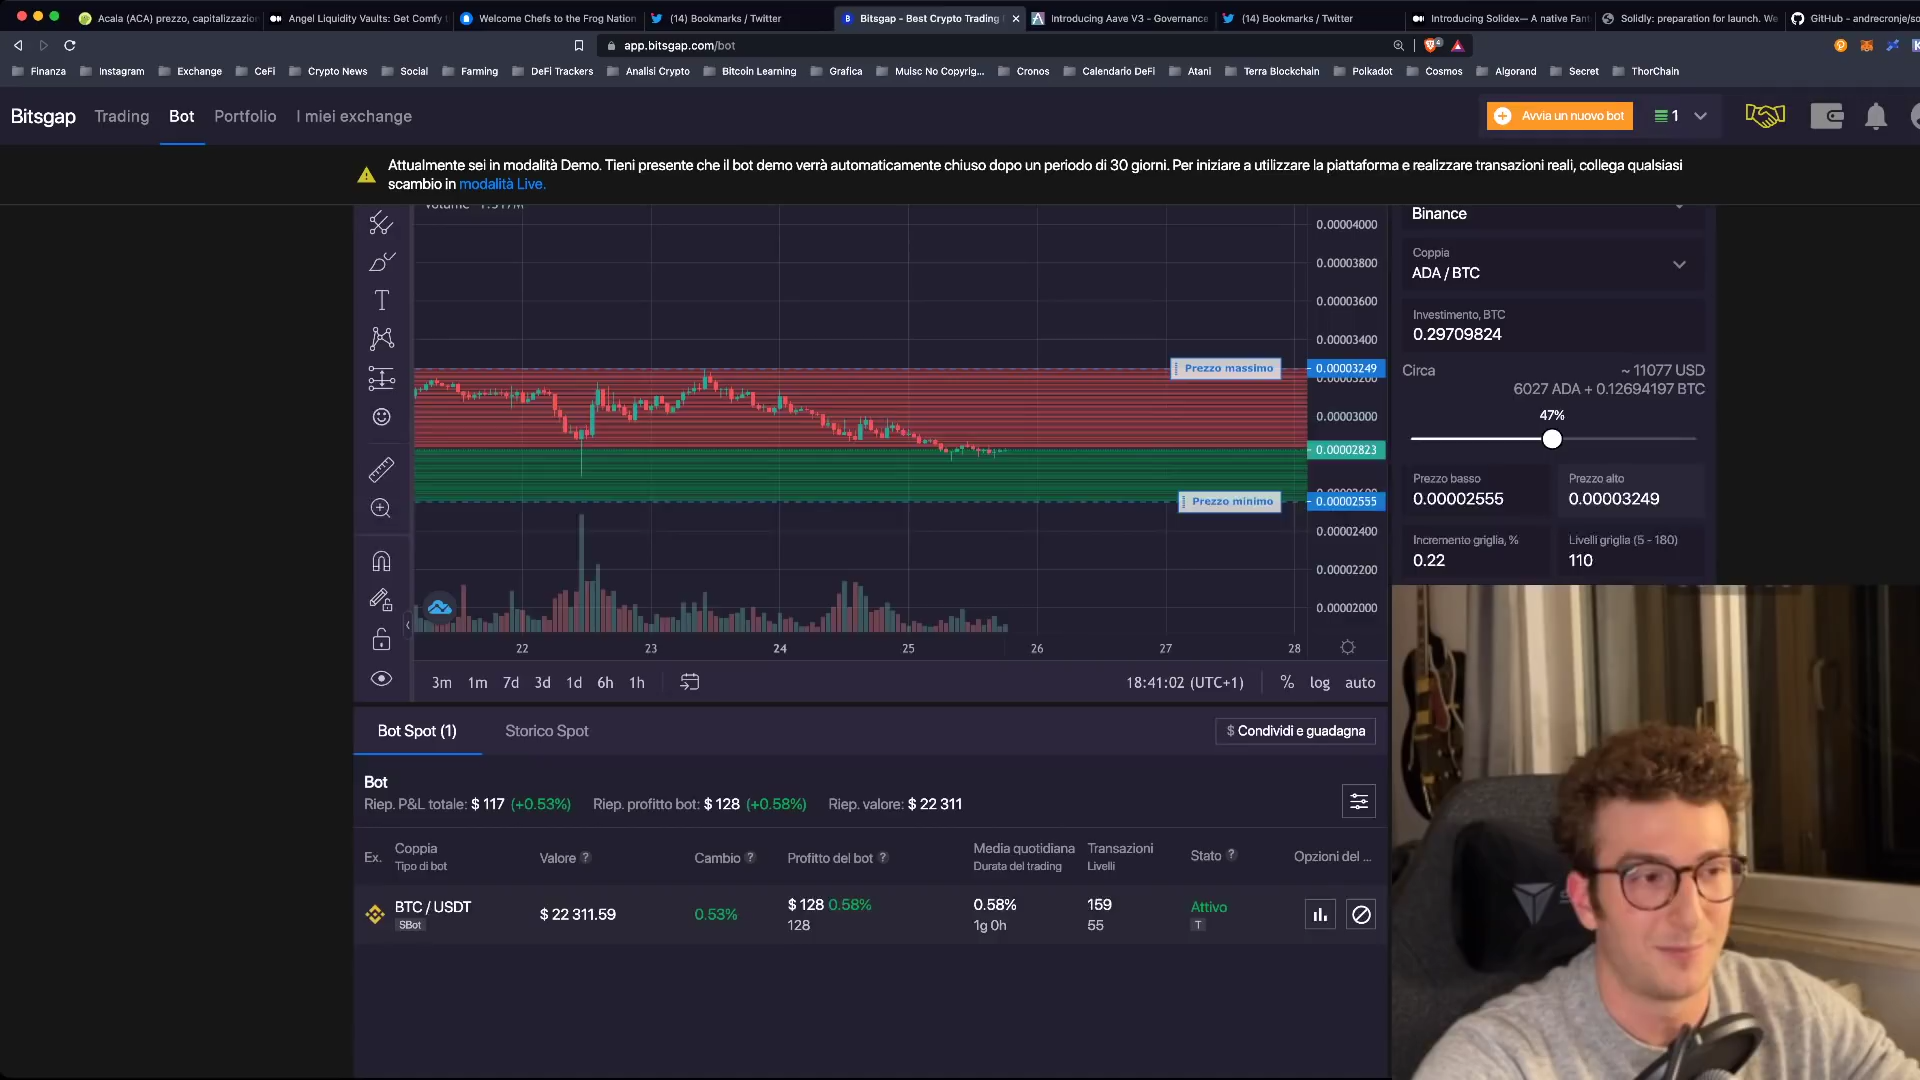 Acala (ACA) prezzo, capitalizzazion
Angel Liquidity Vaults: Get Comfy
Welcome Chefs to the Frog Nation
(14) Bookmarks / Twitter
Bitsgap - Best Crypto Trading
Introducing Aave V3 - Governance
(14) Bookmarks / Twitter
Introducing Solidex— A native Fant
Solidly: preparation for launch. We
GitHub - andrecronje/so
app.bitsgap.com/bot
Finanza
Instagram
Exchange
CeFi
Crypto News
Social
Farming
DeFi Trackers
Analisi Crypto
Bitcoin Learning
Grafica
Muisc No Copyrig...
Cronos
Calendario DeFi
Atani
Terra Blockchain
Polkadot
Cosmos
Algorand
Secret
ThorChain
Bitsgap
Trading
Bot
Portfolio
I miei exchange
Avvia un nuovo bot
1
Attualmente sei in modalità Demo. Tieni presente che il bot demo verrà automaticamente chiuso dopo un periodo di 30 giorni. Per iniziare a utilizzare la piattaforma e realizzare transazioni reali, collega qualsiasi
scambio in modalità Live.
0.00004000
0.00003800
0.00003600
0.00003400
Prezzo massimo
0.00003249
0.00003200
0.00003000
0.00002823
Prezzo minimo
0.00002555
0.00002400
0.00002200
0.00002000
22
23
24
25
26
27
28
3m
1m
7d
3d
1d
6h
1h
18:41:02 (UTC+1)
%
log
auto
Binance
Coppia
ADA / BTC
Investimento, BTC
0.29709824
Circa
~ 11077 USD
6027 ADA + 0.12694197 BTC
47%
Prezzo basso
0.00002555
Prezzo alto
0.00003249
Incremento griglia, %
0.22
Livelli griglia (5 - 180)
110
Bot Spot (1)
Storico Spot
$ Condividi e guadagna
Bot
Riep. P&L totale: $ 117 (+0.53%)
Riep. profitto bot: $ 128 (+0.58%)
Riep. valore: $ 22 311
Ex.
Coppia
Tipo di bot
Valore ?
Cambio ?
Profitto del bot ?
Media quotidiana
Durata del trading
Transazioni
Livelli
Stato ?
Opzioni del ...
BTC / USDT
SBot
$ 22 311.59
0.53%
$ 128 0.58%
128
0.58%
1g 0h
159
55
Attivo
T